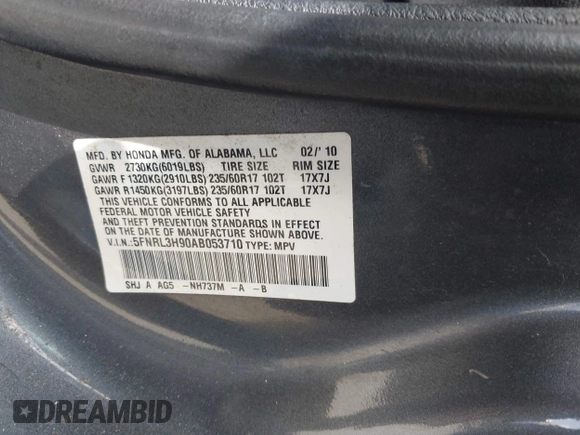 MFD. BY HONDA MFG. OF ALABAMA, LLC 02/'10
GVWR 2730KG(6019LBS) TIRE SIZE RIM SIZE
GAWR F 1320KG(2910LBS) 235/60R17 102T 17X7J
GAWR R1450KG(3197LBS) 235/60R17 102T 17X7J
THIS VEHICLE CONFORMS TO ALL APPLICABLE
FEDERAL MOTOR VEHICLE SAFETY
AND THEFT PREVENTION STANDARDS IN EFFECT
ON THE DATE OF MANUFACTURE SHOWN ABOVE.
V.I.N.: 5FNRL3H90AB053710 TYPE: MPV
SHJ A AG5 -NH737M -A -B
DREAMBID